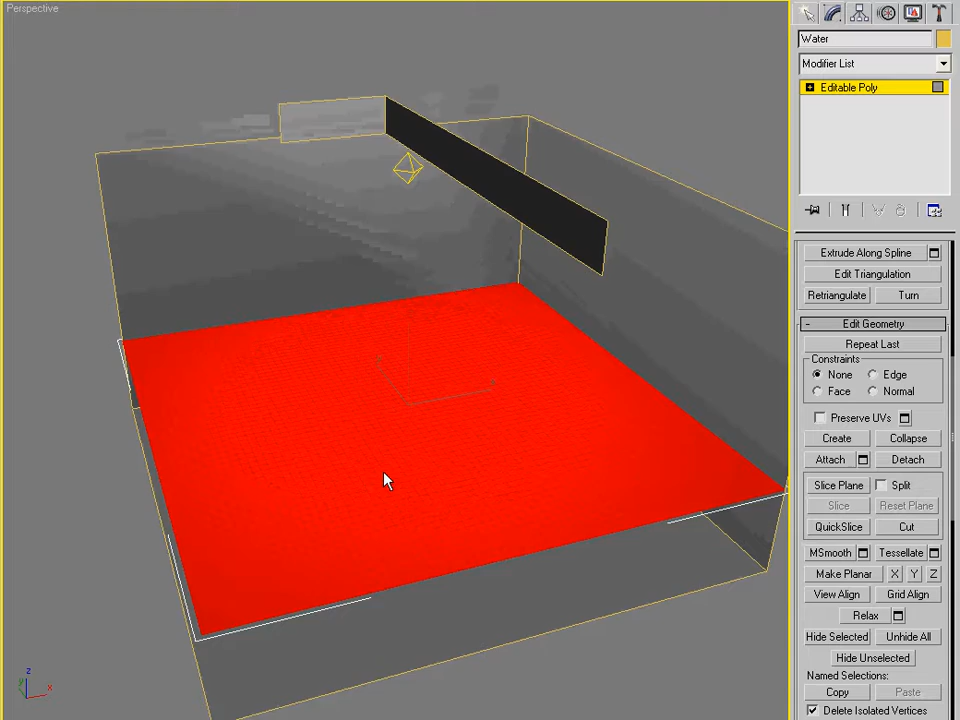 Perspective
Water
Modifier List
Editable Poly
Extrude Along Spline
Edit Triangulation
Retriangulate Turn
- Edit Geometry
Repeat Last
Constraints
None Edge
Face Normal
Preserve UVs
Create Collapse
Attach Detach
Slice Plane Split
Slice Reset Plane
QuickSlice Cut
MSmooth Tessellate
Make Planar X Y Z
View Align Grid Align
Relax
Hide Selected Unhide All
Hide Unselected
Named Selections:
Copy Paste
Delete Isolated Vertices
z
y x